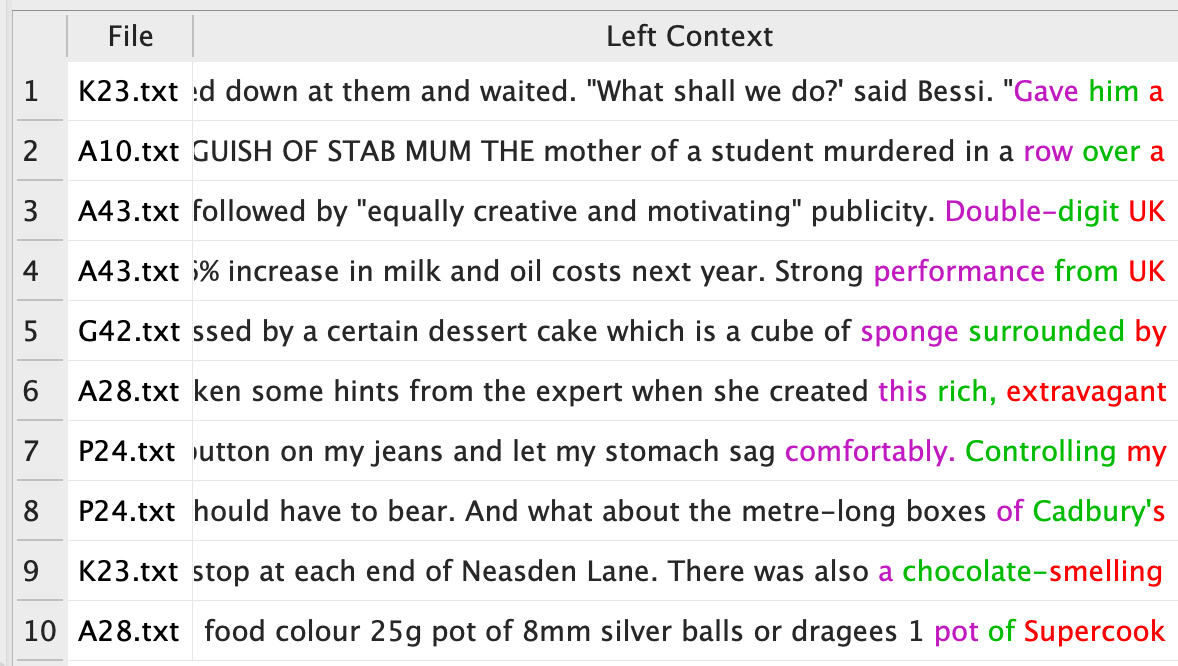 File Left Context
1 K23.txt ed down at them and waited. "What shall we do?' said Bessi. "Gave him a
2 A10.txt GUISH OF STAB MUM THE mother of a student murdered in a row over a
3 A43.txt followed by "equally creative and motivating" publicity. Double-digit UK
4 A43.txt % increase in milk and oil costs next year. Strong performance from UK
5 G42.txt ssed by a certain dessert cake which is a cube of sponge surrounded by
6 A28.txt ken some hints from the expert when she created this rich, extravagant
7 P24.txt button on my jeans and let my stomach sag comfortably. Controlling my
8 P24.txt hould have to bear. And what about the metre-long boxes of Cadbury's
9 K23.txt stop at each end of Neasden Lane. There was also a chocolate-smelling
10 A28.txt food colour 25g pot of 8mm silver balls or dragees 1 pot of Supercook